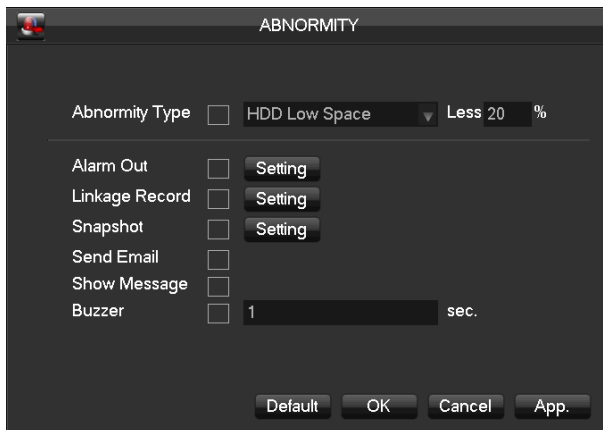 ABNORMITY
Abnormity Type HDD Low Space Less 20 %
Alarm Out Setting
Linkage Record Setting
Snapshot Setting
Send Email
Show Message
Buzzer 1 sec.
Default OK Cancel App.